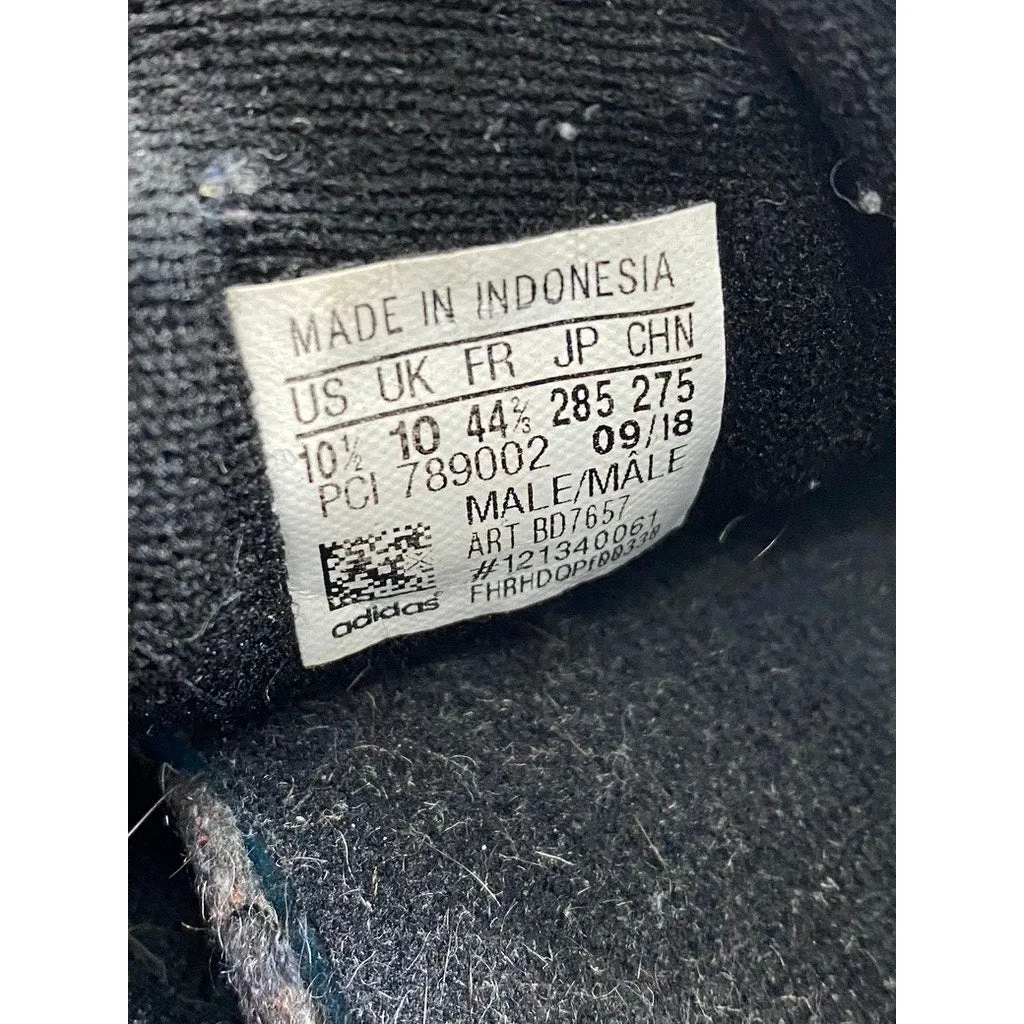 MADE IN INDONESIA
US UK FR JP CHN
10½ 10 44⅔ 285 275
PCI 789002 09/18
MALE/MÂLE
ART BD7657
#121340061
FHRHDQPf00338
adidas